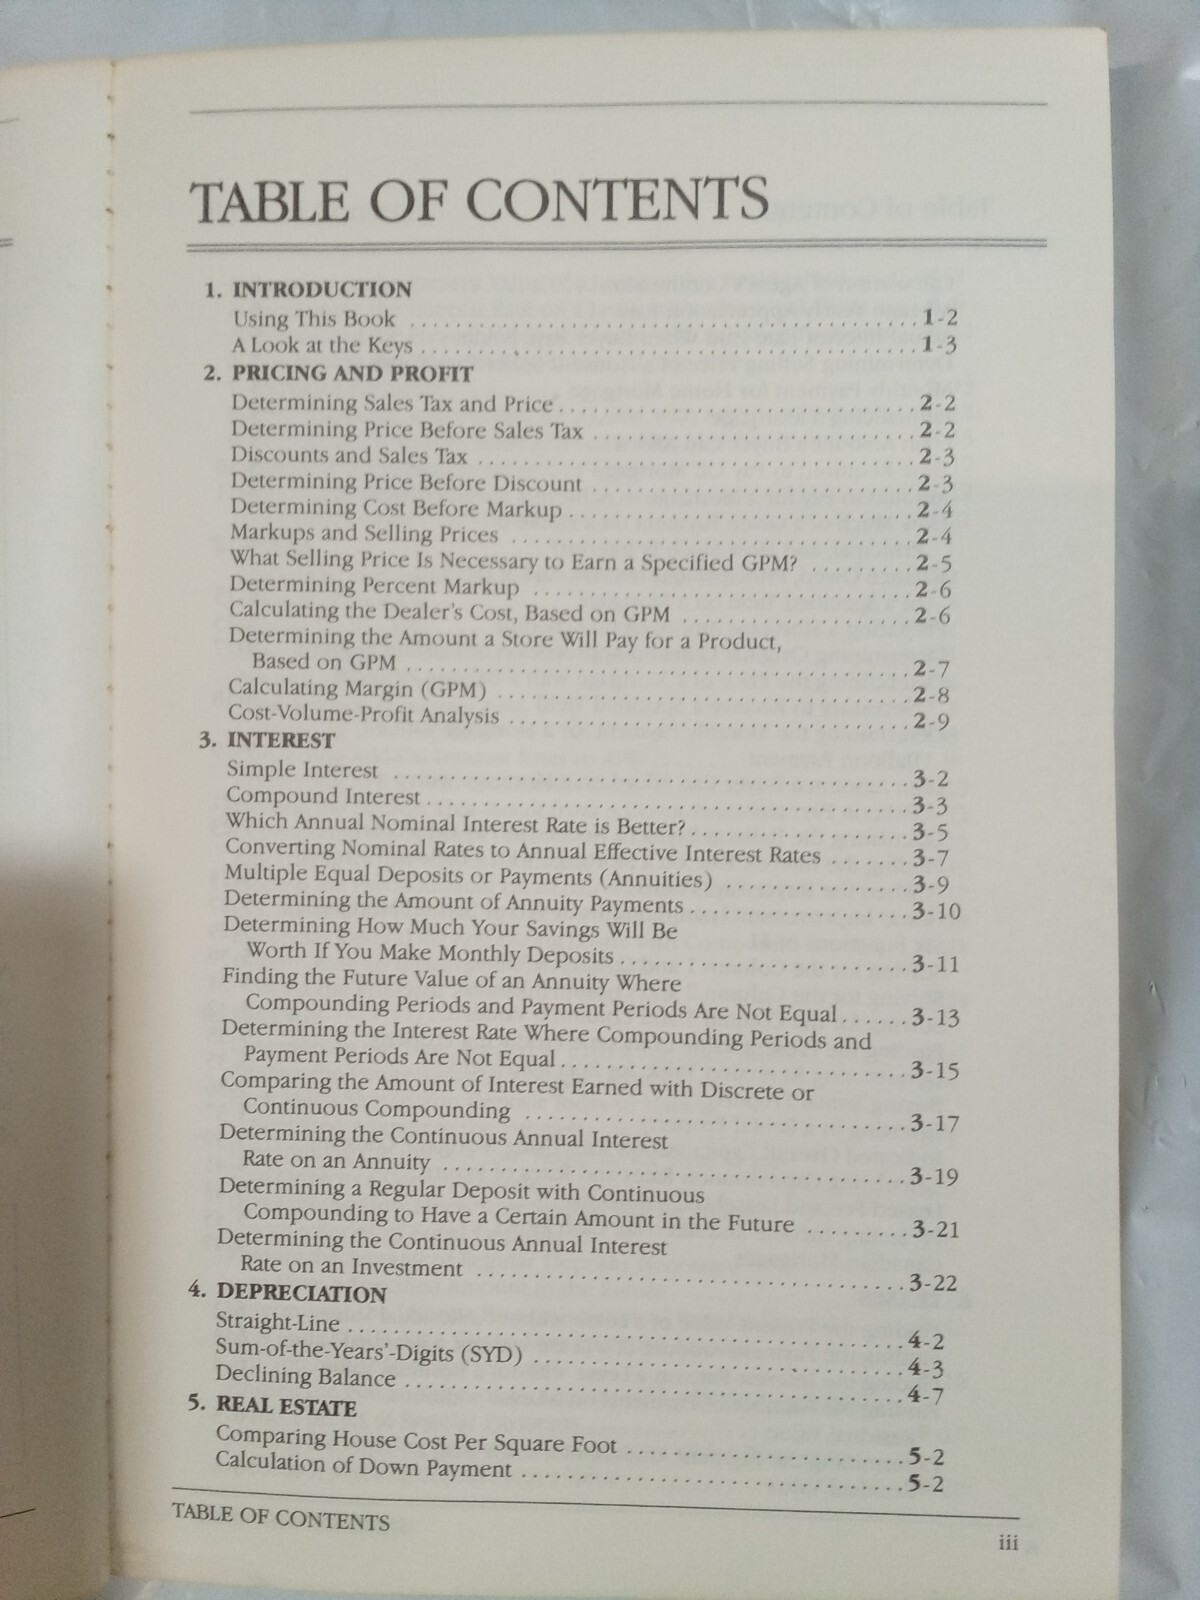 TABLE OF CONTENTS
1. INTRODUCTION
Using This Book ........ 1-2
A Look at the Keys ........ 1-3
2. PRICING AND PROFIT
Determining Sales Tax and Price ........ 2-2
Determining Price Before Sales Tax ........ 2-2
Discounts and Sales Tax ........ 2-3
Determining Price Before Discount ........ 2-3
Determining Cost Before Markup ........ 2-4
Markups and Selling Prices ........ 2-4
What Selling Price Is Necessary to Earn a Specified GPM? ........ 2-5
Determining Percent Markup ........ 2-6
Calculating the Dealer's Cost, Based on GPM ........ 2-6
Determining the Amount a Store Will Pay for a Product,
Based on GPM ........ 2-7
Calculating Margin (GPM) ........ 2-8
Cost-Volume-Profit Analysis ........ 2-9
3. INTEREST
Simple Interest ........ 3-2
Compound Interest ........ 3-3
Which Annual Nominal Interest Rate is Better? ........ 3-5
Converting Nominal Rates to Annual Effective Interest Rates ....... 3-7
Multiple Equal Deposits or Payments (Annuities) ........ 3-9
Determining the Amount of Annuity Payments ........ 3-10
Determining How Much Your Savings Will Be
Worth If You Make Monthly Deposits ........ 3-11
Finding the Future Value of an Annuity Where
Compounding Periods and Payment Periods Are Not Equal ...... 3-13
Determining the Interest Rate Where Compounding Periods and
Payment Periods Are Not Equal ........ 3-15
Comparing the Amount of Interest Earned with Discrete or
Continuous Compounding ........ 3-17
Determining the Continuous Annual Interest
Rate on an Annuity ........ 3-19
Determining a Regular Deposit with Continuous
Compounding to Have a Certain Amount in the Future ........ 3-21
Determining the Continuous Annual Interest
Rate on an Investment ........ 3-22
4. DEPRECIATION
Straight-Line ........ 4-2
Sum-of-the-Years'-Digits (SYD) ........ 4-3
Declining Balance ........ 4-7
5. REAL ESTATE
Comparing House Cost Per Square Foot ........ 5-2
Calculation of Down Payment ........ 5-2
TABLE OF CONTENTS
iii